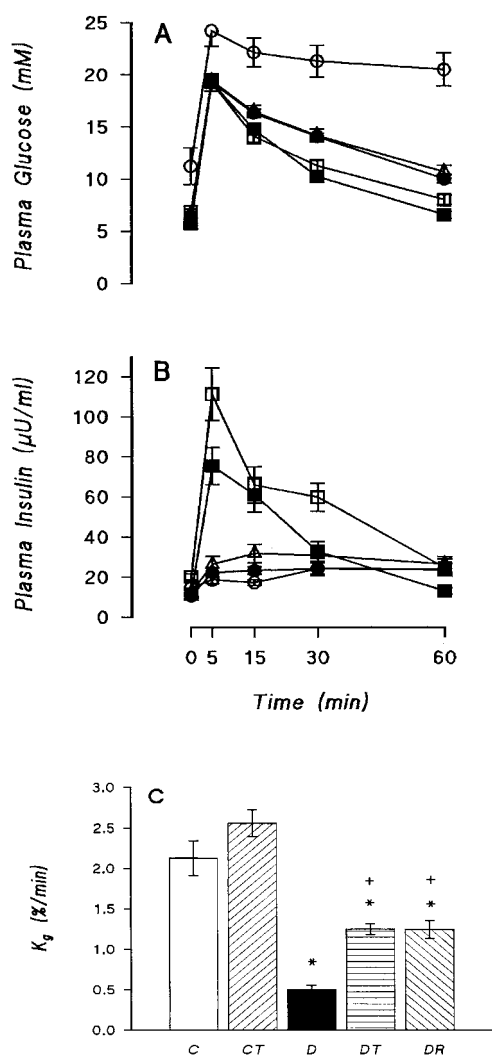 A
Plasma Glucose (mM)
25
20
15
10
5
0
B
Plasma Insulin (μU/ml)
120
100
80
60
40
20
0
0 5 15 30 60
Time (min)
C
Kg (%/min)
3.0
2.5
2.0
1.5
1.0
0.5
0.0
*
+
*
+
*
C CT D DT DR